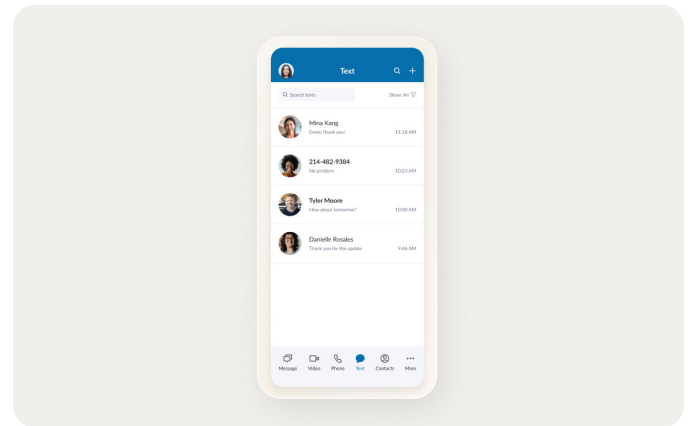 Text
Search texts
Show: All
Mina Kang
Great, thank you!
11:18 AM
214-482-9384
No problem
10:23 AM
Tyler Moore
How about tomorrow?
10:00 AM
Danielle Rosales
Thank you for the update
9:46 AM
Message Video Phone Text Contacts More